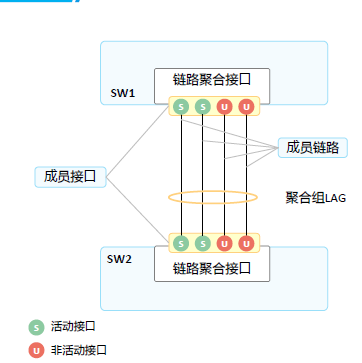 链路聚合接口
SW1
S S U U
成员链路
成员接口
聚合组LAG
S S U U
SW2
链路聚合接口
S 活动接口
U 非活动接口